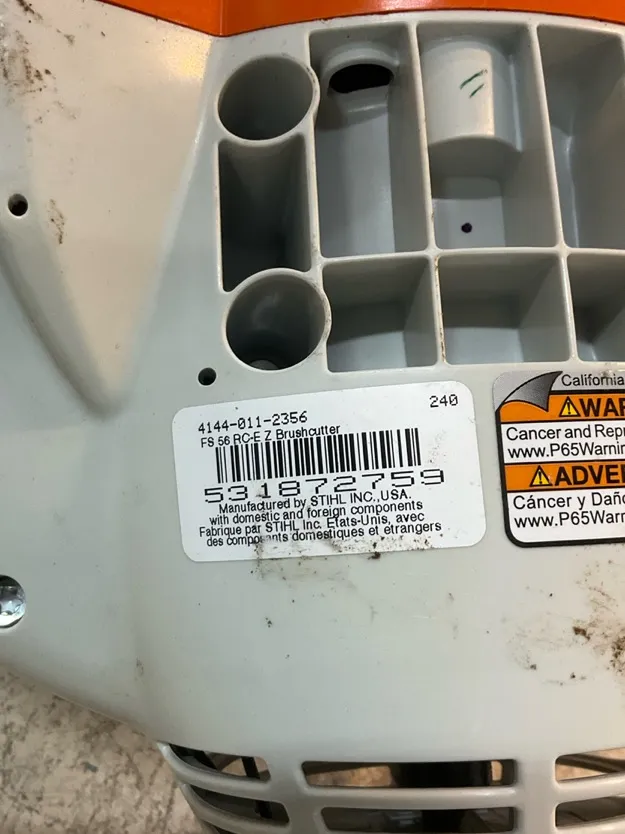 4144-011-2356
240
FS 56 RC-E Z Brushcutter
531872759
Manufactured by STIHL INC.,USA.
with domestic and foreign components
Fabriqué par STIHL Inc. Etats-Unis, avec
des composants domestiques et étrangers
California
WAR
Cancer and Repr
www.P65Warnin
ADVE
Cáncer y Daño
www.P65Warn